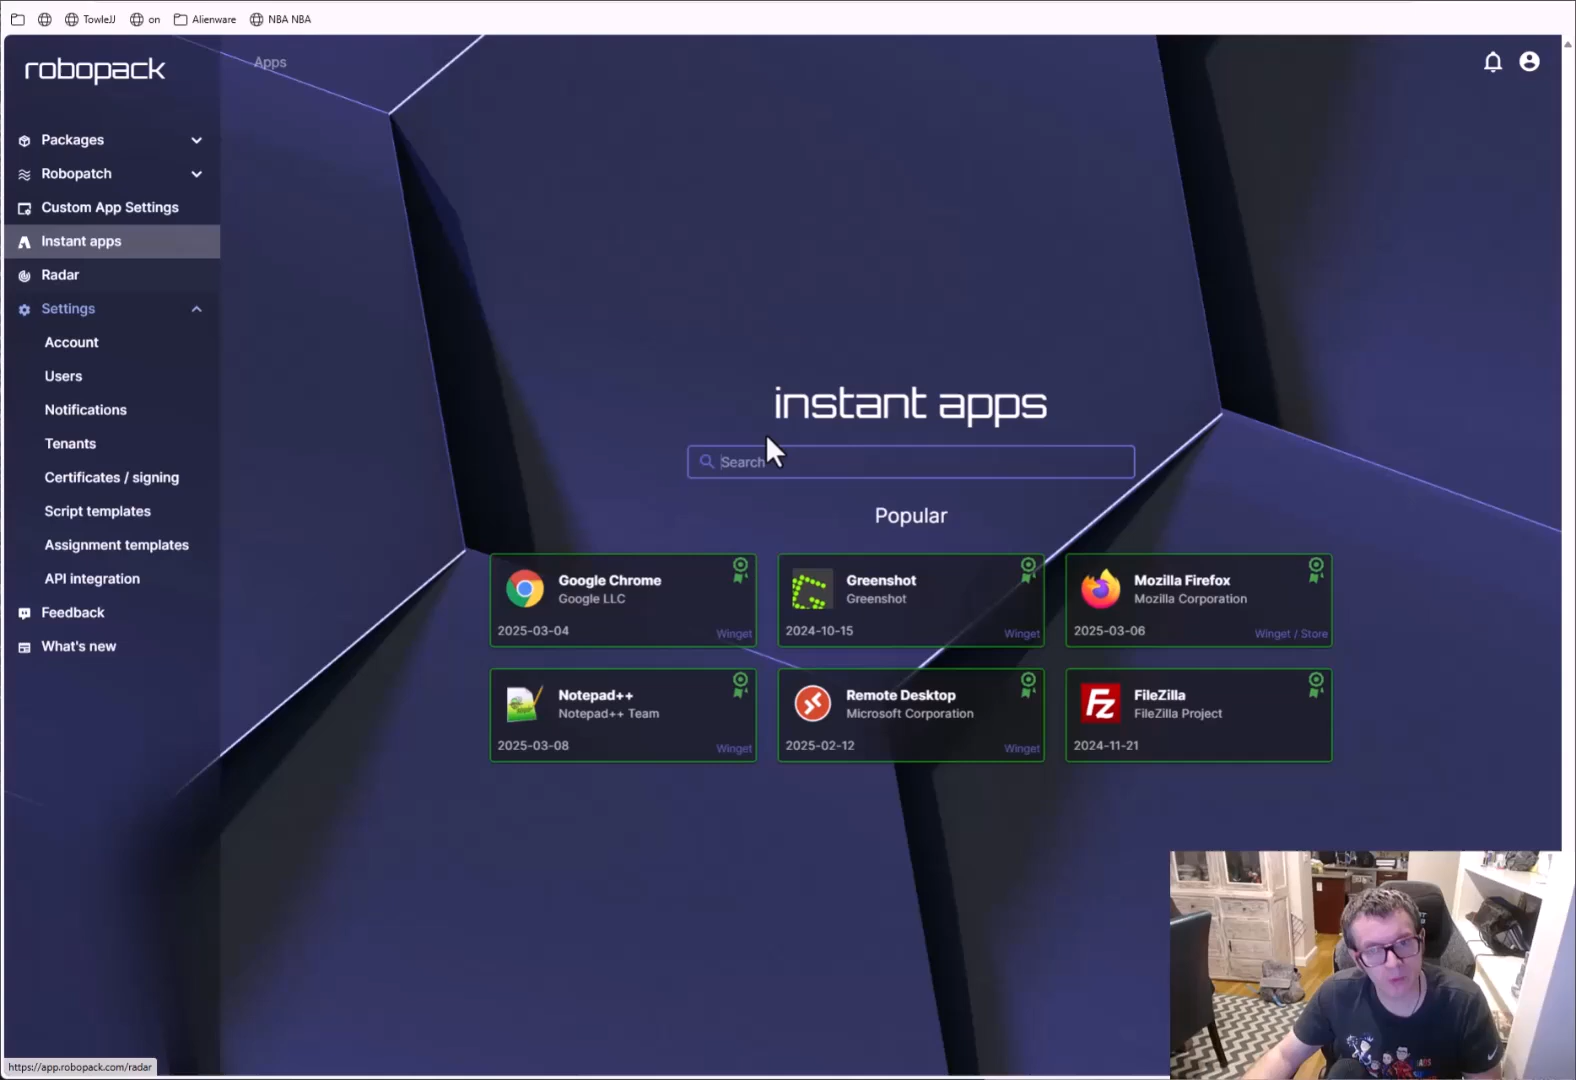 TowleJJ
on
Alienware
NBA NBA
robopack
Apps
Packages
Robopatch
Custom App Settings
Instant apps
Radar
Settings
Account
Users
Notifications
Tenants
Certificates / signing
Script templates
Assignment templates
API integration
Feedback
What's new
instant apps
Search
Popular
Google Chrome
Google LLC
2025-03-04
Winget
Greenshot
Greenshot
2024-10-15
Winget
Mozilla Firefox
Mozilla Corporation
2025-03-06
Winget / Store
Notepad++
Notepad++ Team
2025-03-08
Winget
Remote Desktop
Microsoft Corporation
2025-02-12
Winget
FileZilla
FileZilla Project
2024-11-21
https://app.robopack.com/radar